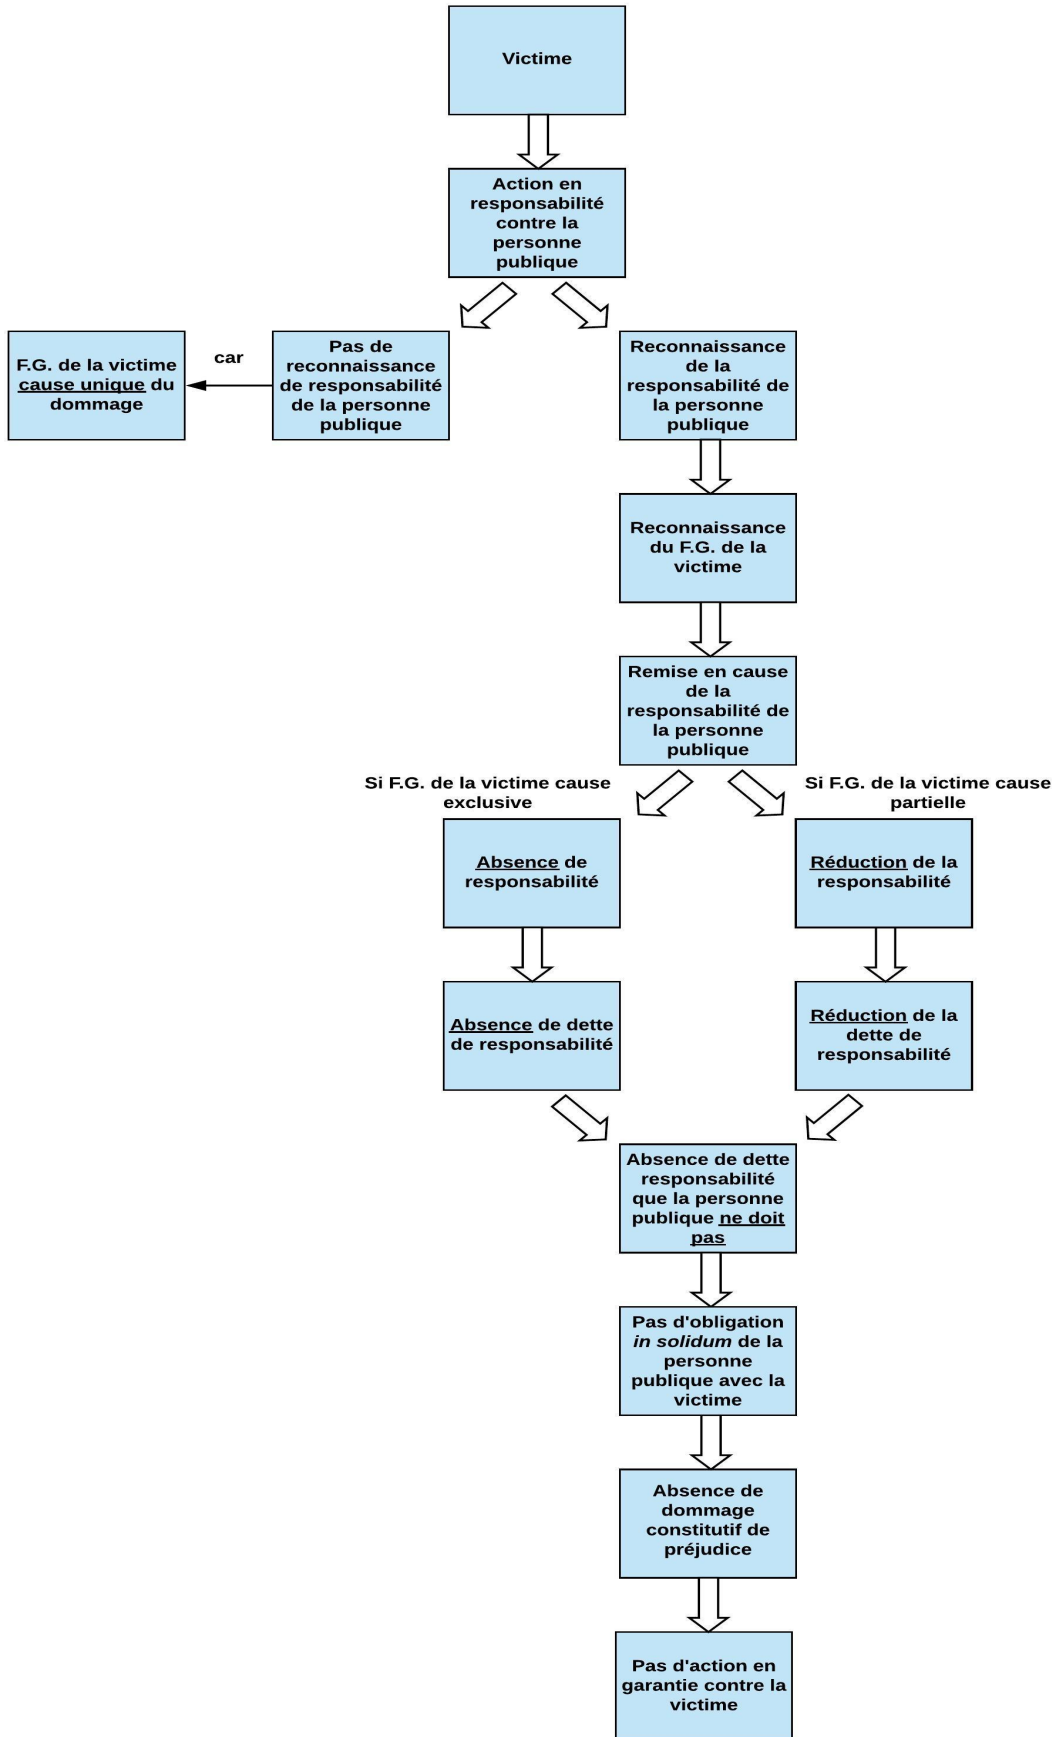 Victime
Action en
responsabilité
contre la
personne
publique
F.G. de la victime
cause unique du
dommage
car
Pas de
reconnaissance
de responsabilité
de la personne
publique
Reconnaissance
de la
responsabilité de
la personne
publique
Reconnaissance
du F.G. de la
victime
Remise en cause
de la
responsabilité de
la personne
publique
Si F.G. de la victime cause
exclusive
Si F.G. de la victime cause
partielle
Absence de
responsabilité
Réduction de la
responsabilité
Absence de dette
de responsabilité
Réduction de la
dette de
responsabilité
Absence de dette
responsabilité
que la personne
publique ne doit
pas
Pas d'obligation
in solidum de la
personne
publique avec la
victime
Absence de
dommage
constitutif de
préjudice
Pas d'action en
garantie contre la
victime